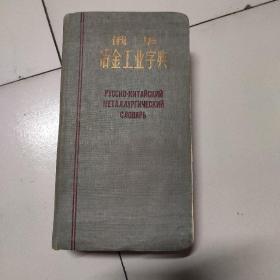 俄华
冶金工业字典
РУССКО-КИТАЙСКИЙ
МЕТАЛЛУРГИЧЕСКИЙ
СЛОВАРЬ